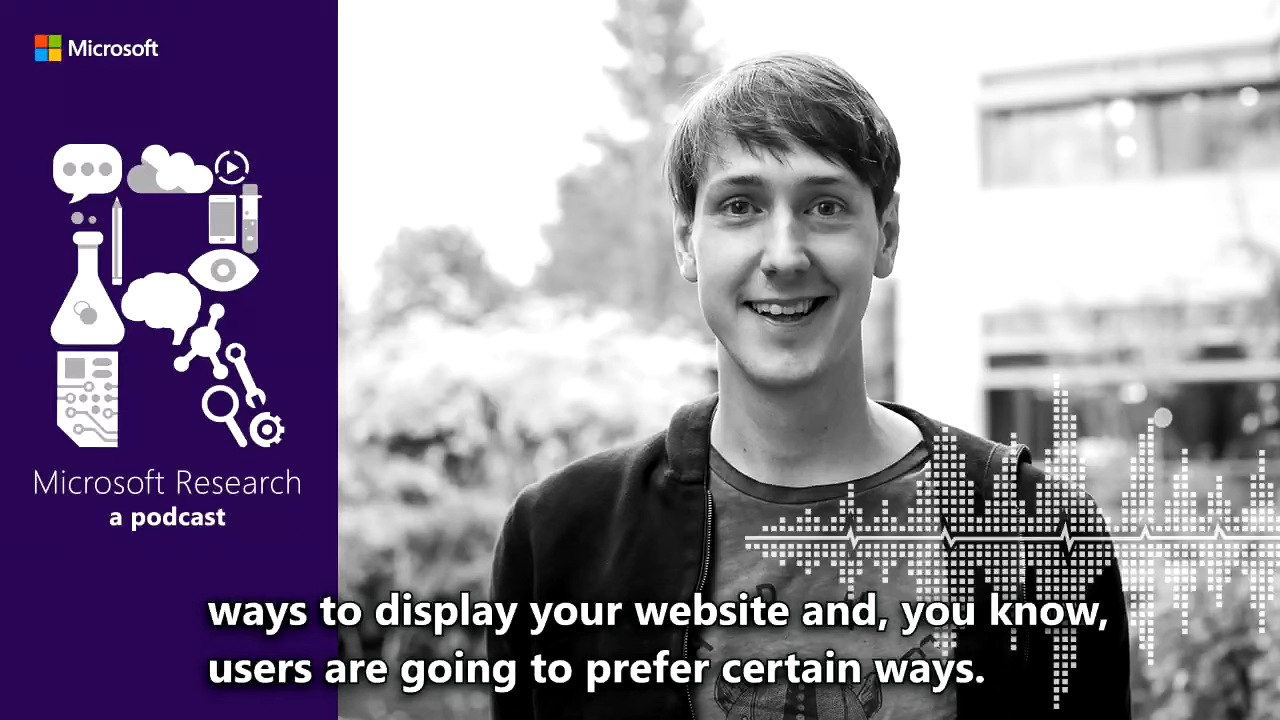 Microsoft
Microsoft Research
a podcast
ways to display your website and, you know,
users are going to prefer certain ways.